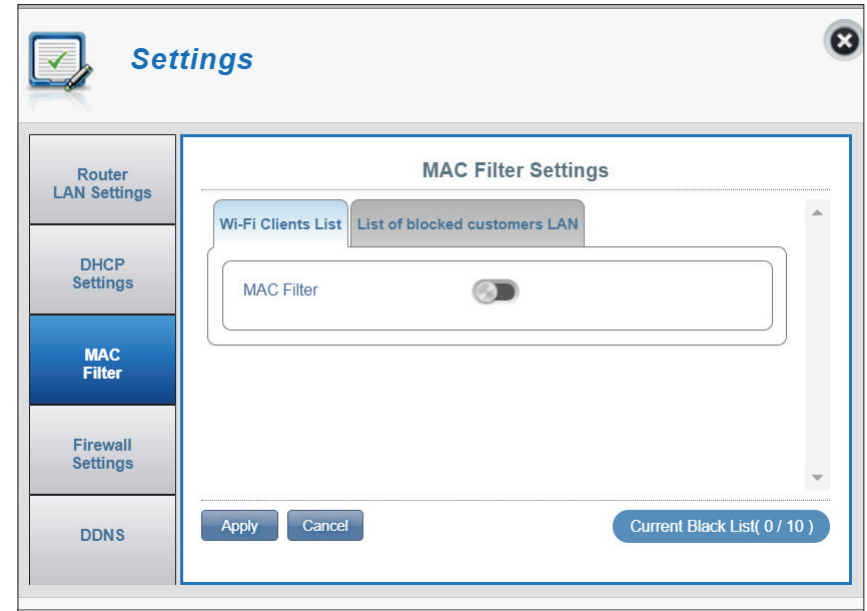 Settings
Router
LAN Settings
DHCP
Settings
MAC
Filter
Firewall
Settings
DDNS
MAC Filter Settings
Wi-Fi Clients List
List of blocked customers LAN
MAC Filter
Apply
Cancel
Current Black List( 0 / 10 )